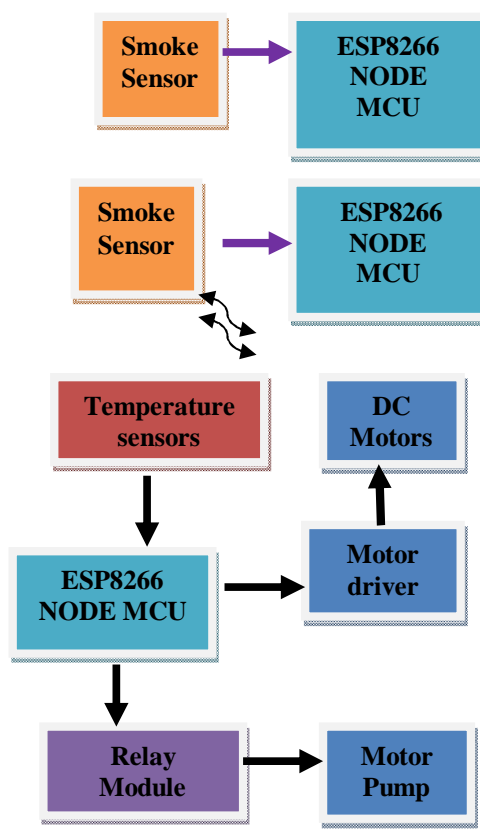 Smoke
Sensor
ESP8266
NODE
MCU
Smoke
Sensor
ESP8266
NODE
MCU
Temperature
sensors
DC
Motors
ESP8266
NODE MCU
Motor
driver
Relay
Module
Motor
Pump